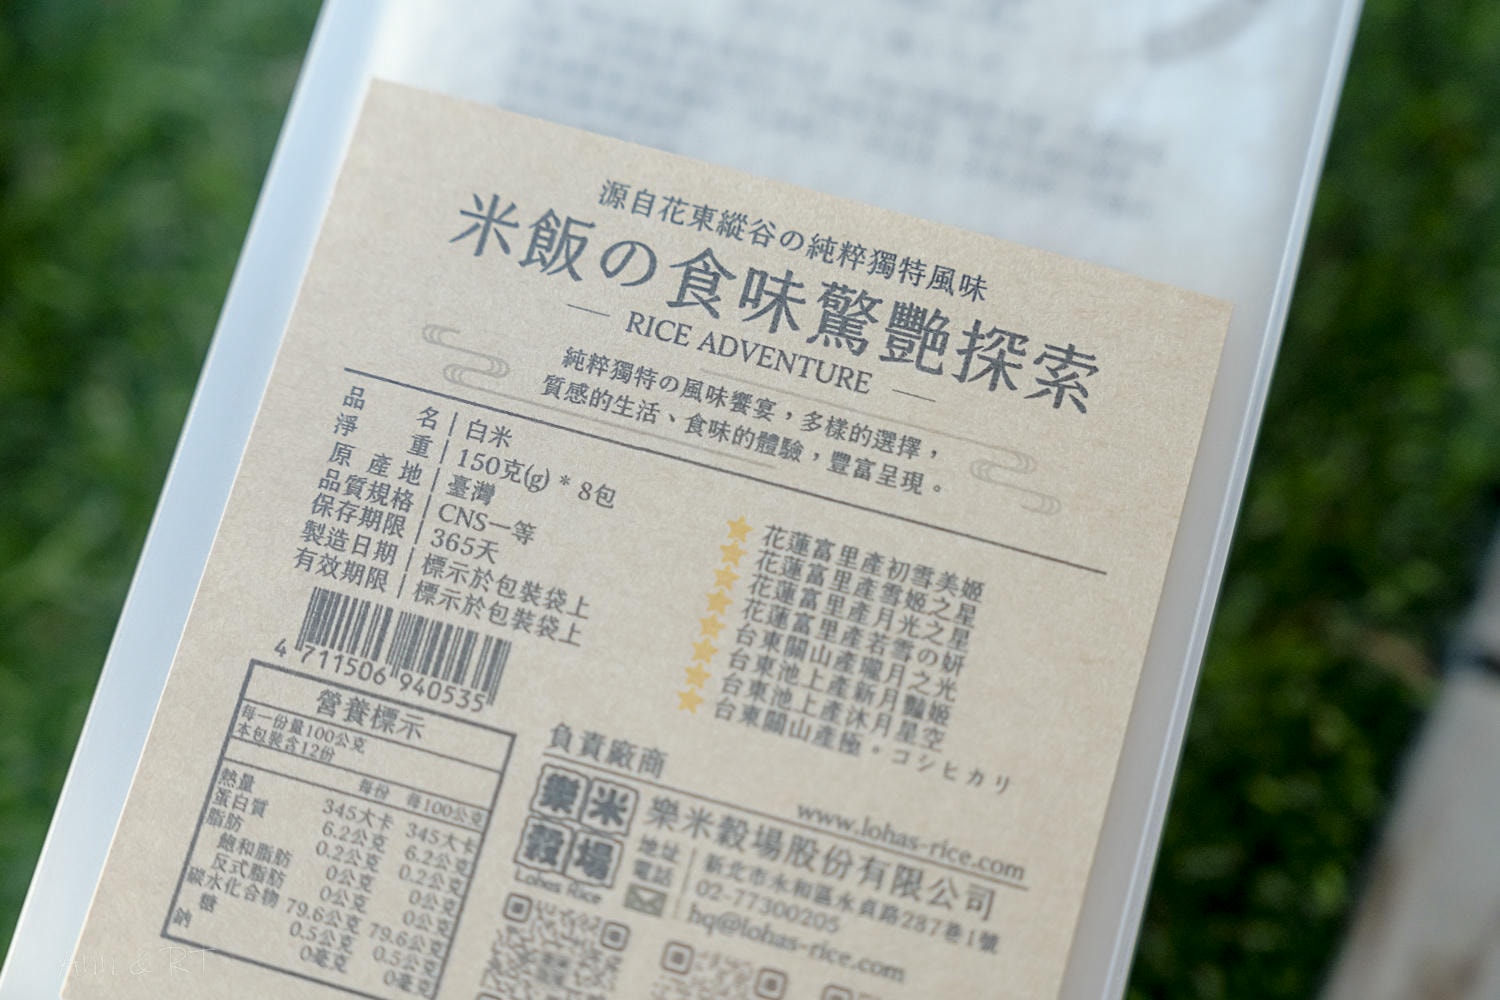 源自花東縱谷の純粹獨特風味
米飯の食味驚艷探索
RICE ADVENTURE
純粹獨特の風味饗宴，多樣的選擇，
質感的生活、食味的體驗，豐富呈現。
品名｜白米
淨重｜150克(g) * 8包
原產地｜臺灣
品質規格｜CNS一等
保存期限｜365天
製造日期｜標示於包裝袋上
有效期限｜標示於包裝袋上
花蓮富里產初雪美姬
花蓮富里產雪姬之星
花蓮富里產月光之星
花蓮富里產若雪の妍
台東關山產瓏月之光
台東池上產新月豔姬
台東池上產沐月星空
台東關山產極。コシヒカリ
4 711506 940535
營養標示
每一份量100公克
本包裝含12份
每份 每100公克
熱量 345大卡 345大卡
蛋白質 6.2公克 6.2公克
脂肪 0.2公克 0.2公克
飽和脂肪 0公克 0公克
反式脂肪 0公克 0公克
碳水化合物 79.6公克 79.6公克
糖 0.5公克 0.5公克
鈉 0毫克 0毫克
負責廠商
www.lohas-rice.com
樂米穀場
Lohas Rice
樂米穀場股份有限公司
地址 新北市永和區永貞路287巷1號
電話 02-77300205
hq@lohas-rice.com